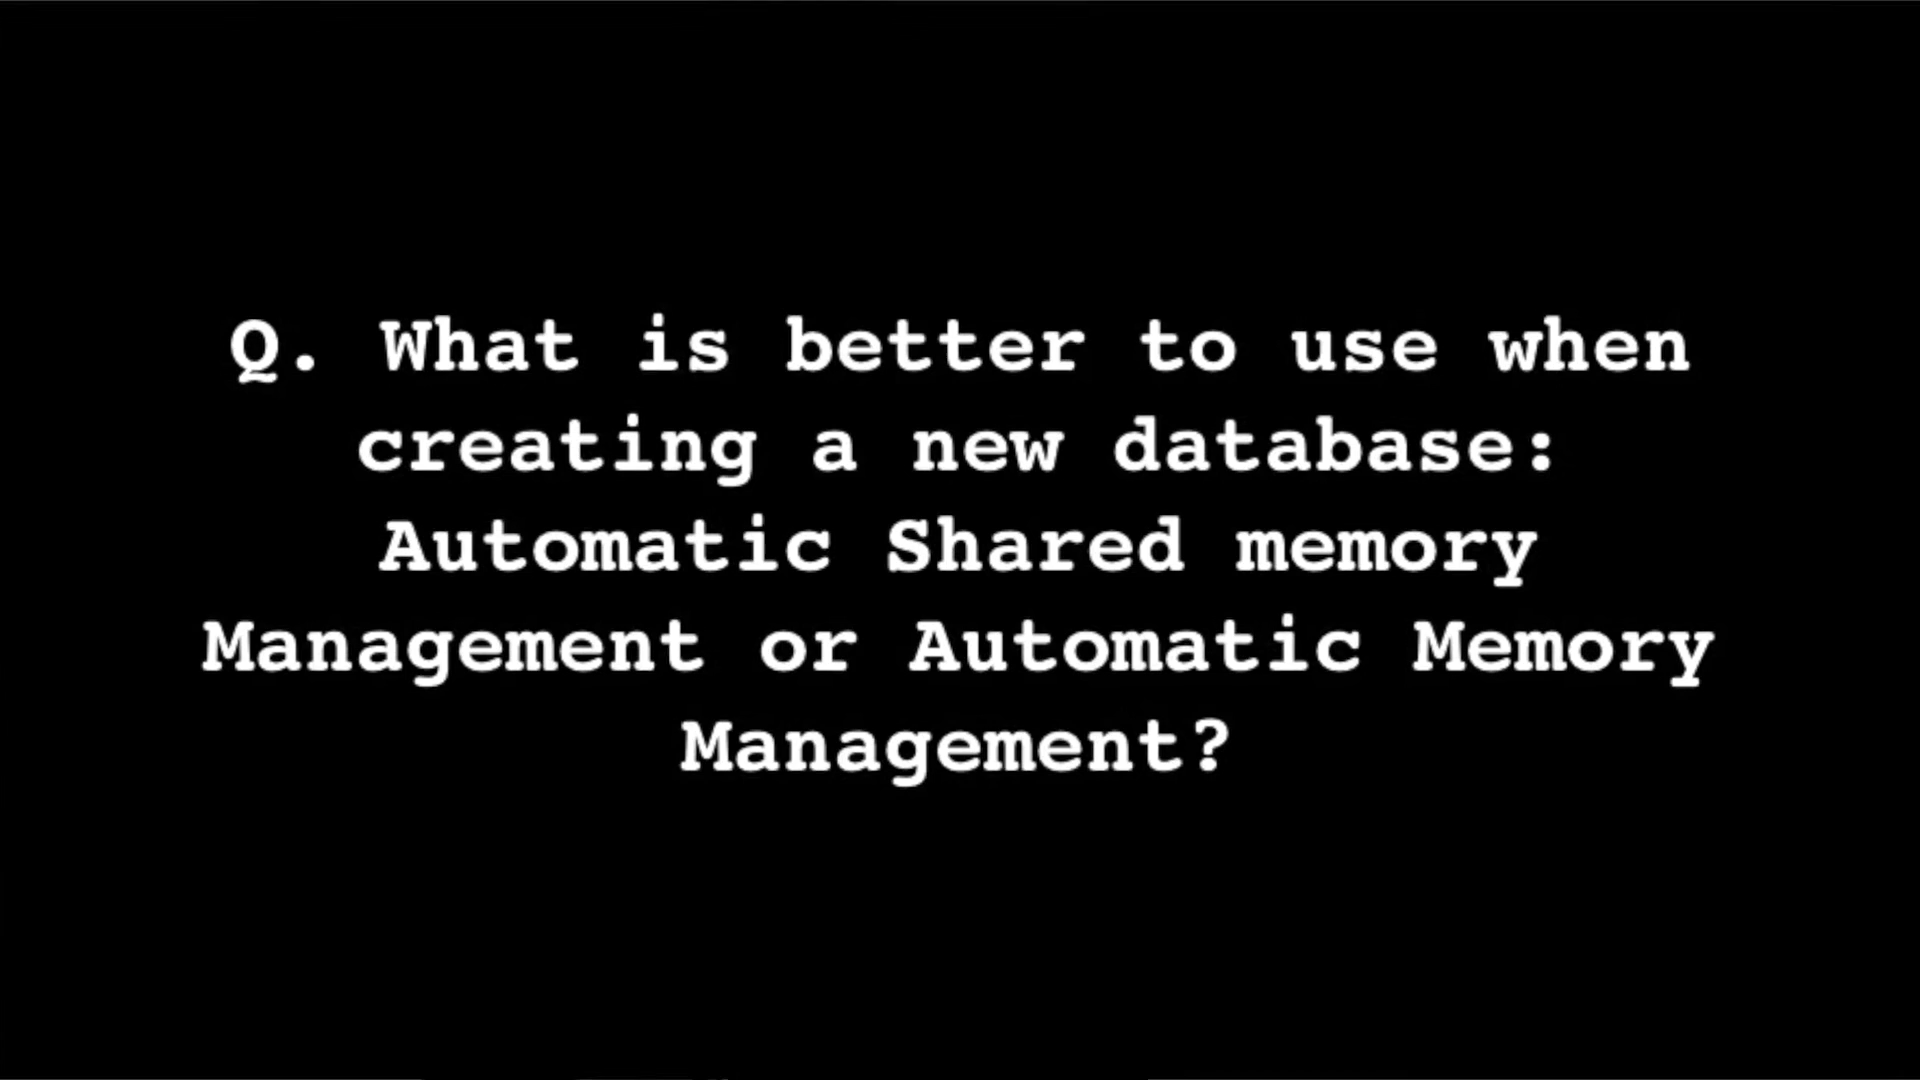 Q. What is better to use when
creating a new database:
Automatic Shared memory
Management or Automatic Memory
Management?